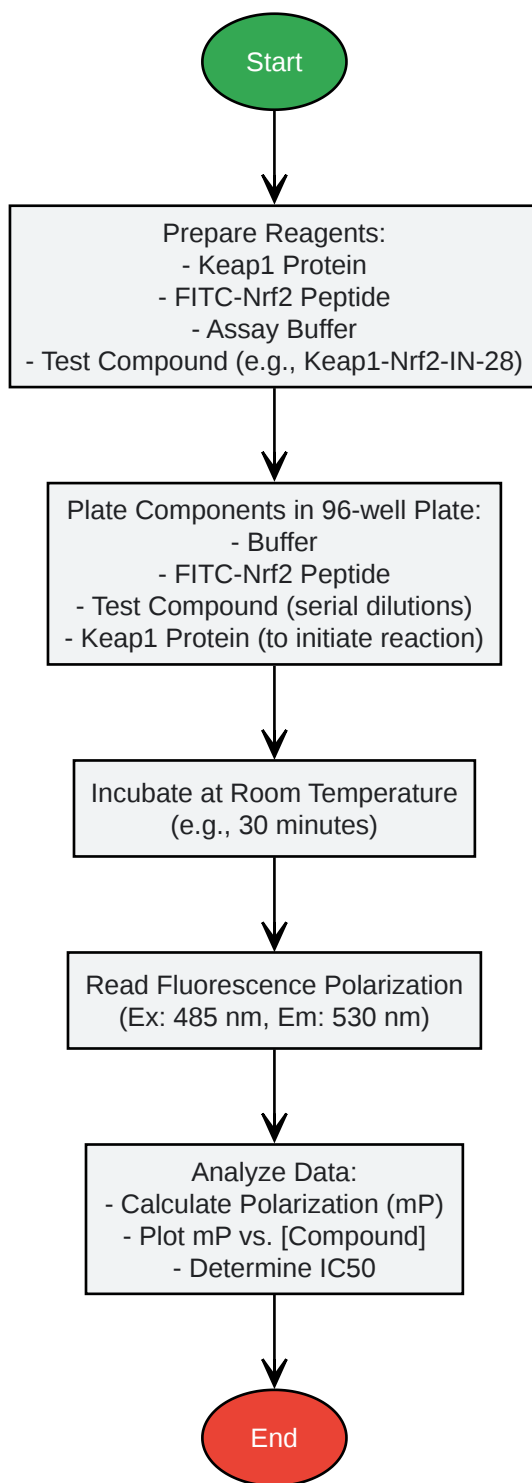 Start
Prepare Reagents:
- Keap1 Protein
- FITC-Nrf2 Peptide
- Assay Buffer
- Test Compound (e.g., Keap1-Nrf2-IN-28)
Plate Components in 96-well Plate:
- Buffer
- FITC-Nrf2 Peptide
- Test Compound (serial dilutions)
- Keap1 Protein (to initiate reaction)
Incubate at Room Temperature
(e.g., 30 minutes)
Read Fluorescence Polarization
(Ex: 485 nm, Em: 530 nm)
Analyze Data:
- Calculate Polarization (mP)
- Plot mP vs. [Compound]
- Determine IC50
End